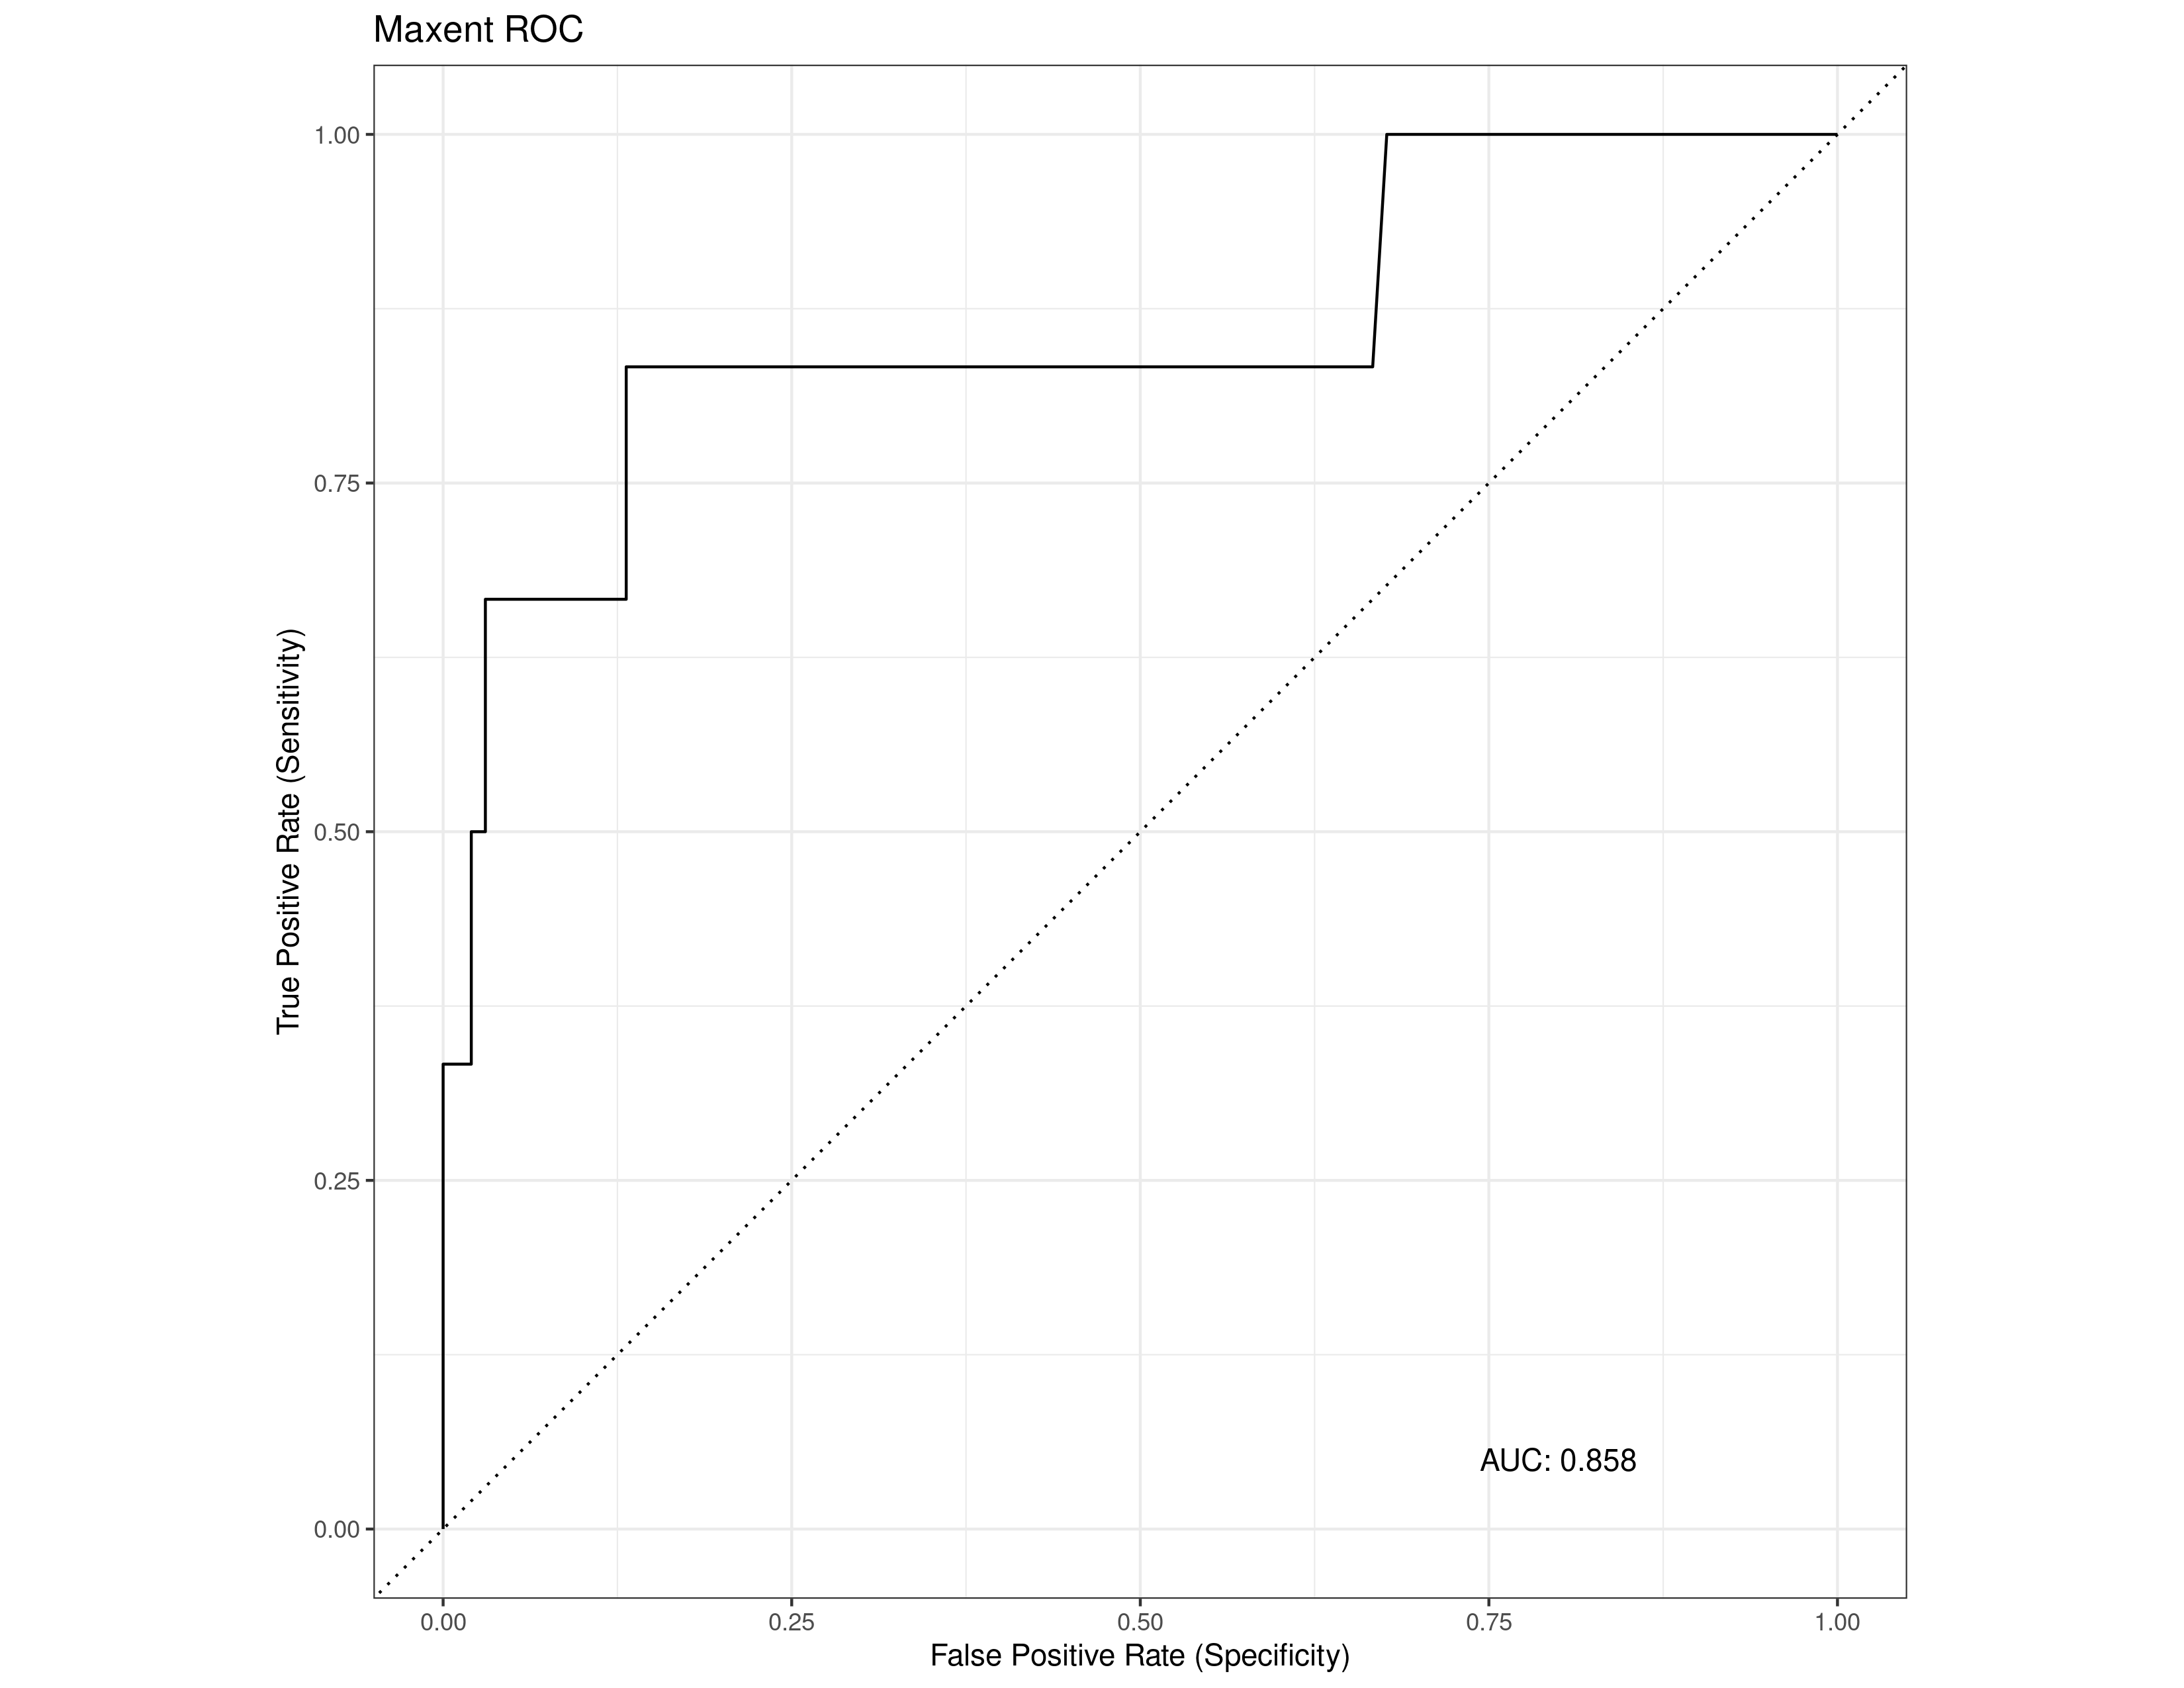 Maxent ROC
1.00
0.75
0.50
0.25
0.00
True Positive Rate (Sensitivity)
AUC: 0.858
0.00 0.25 0.50 0.75 1.00
False Positive Rate (Specificity)